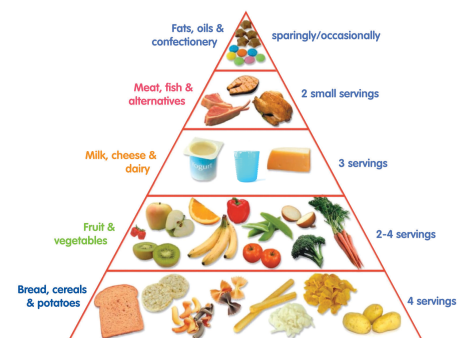 Fats, oils &
confectionery
sparingly/occasionally
Meat, fish &
alternatives
2 small servings
Milk, cheese &
dairy
3 servings
Fruit &
vegetables
2-4 servings
Bread, cereals
& potatoes
4 servings